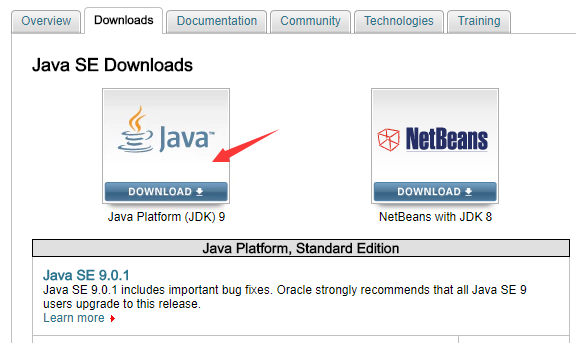 Overview Downloads Documentation Community Technologies Training
Java SE Downloads
Java™ NetBeans
DOWNLOAD DOWNLOAD
Java Platform (JDK) 9 NetBeans with JDK 8
Java Platform, Standard Edition
Java SE 9.0.1
Java SE 9.0.1 includes important bug fixes. Oracle strongly recommends that all Java SE 9
users upgrade to this release.
Learn more